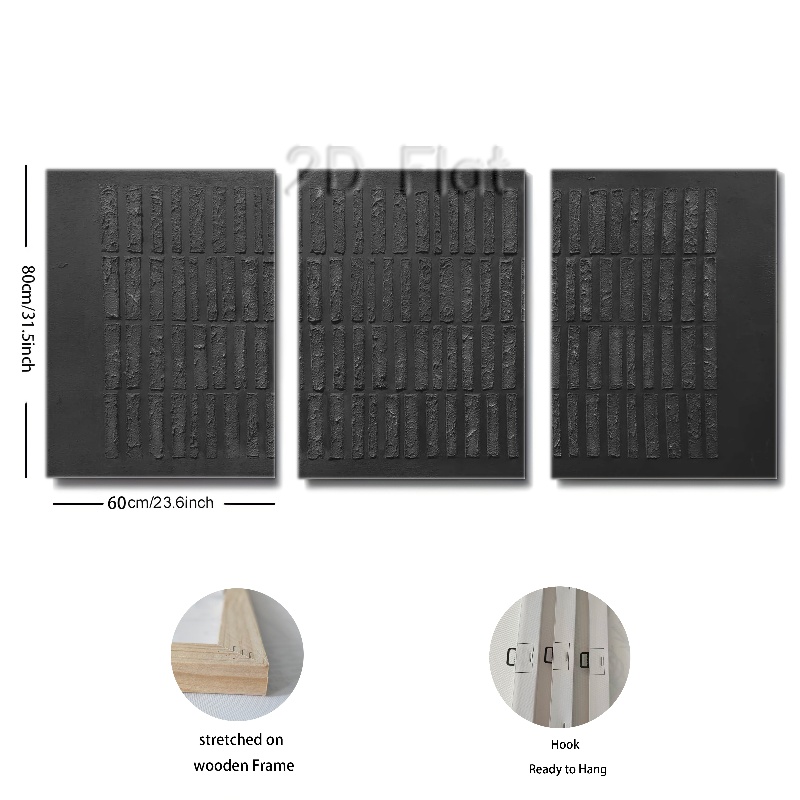 2D Flat
80cm/31.5inch
60cm/23.6inch
stretched on
wooden Frame
Hook
Ready to Hang